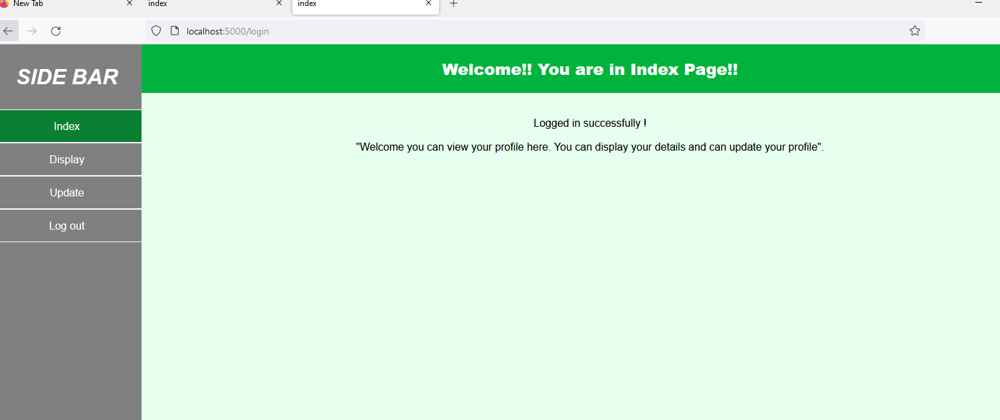 New Tab
index
index
localhost:5000/login
SIDE BAR
Welcome!! You are in Index Page!!
Index
Logged in successfully !
"Welcome you can view your profile here. You can display your details and can update your profile".
Display
Update
Log out